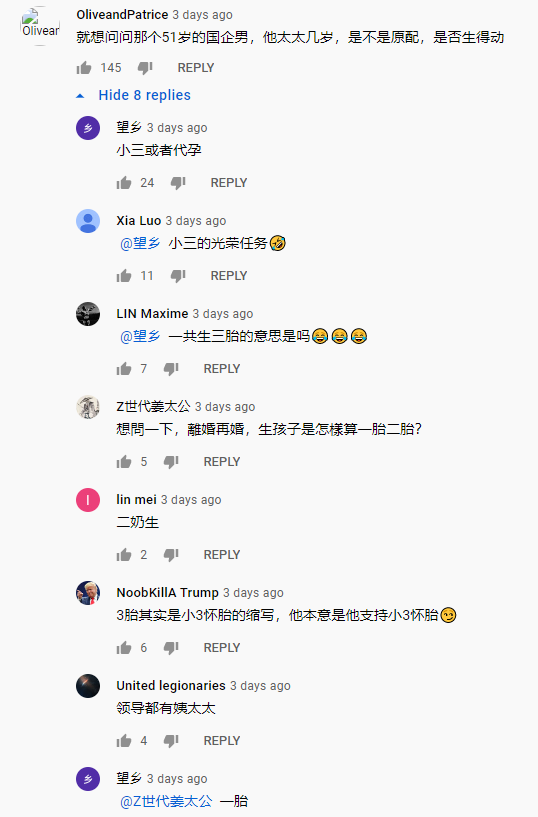 Olivear
OliveandPatrice 3 days ago
就想问问那个51岁的国企男，他太太几岁，是不是原配，是否生得动
145 REPLY
Hide 8 replies
乡
望乡 3 days ago
小三或者代孕
24 REPLY
Xia Luo 3 days ago
@望乡 小三的光荣任务🤣
11 REPLY
LIN Maxime 3 days ago
@望乡 一共生三胎的意思是吗😂😂😂
7 REPLY
Z世代姜太公 3 days ago
想問一下，離婚再婚，生孩子是怎樣算一胎二胎？
5 REPLY
l
lin mei 3 days ago
二奶生
2 REPLY
NoobKillA Trump 3 days ago
3胎其实是小3怀胎的缩写，他本意是他支持小3怀胎😏
6 REPLY
United legionaries 3 days ago
领导都有姨太太
4 REPLY
乡
望乡 3 days ago
@Z世代姜太公 一胎